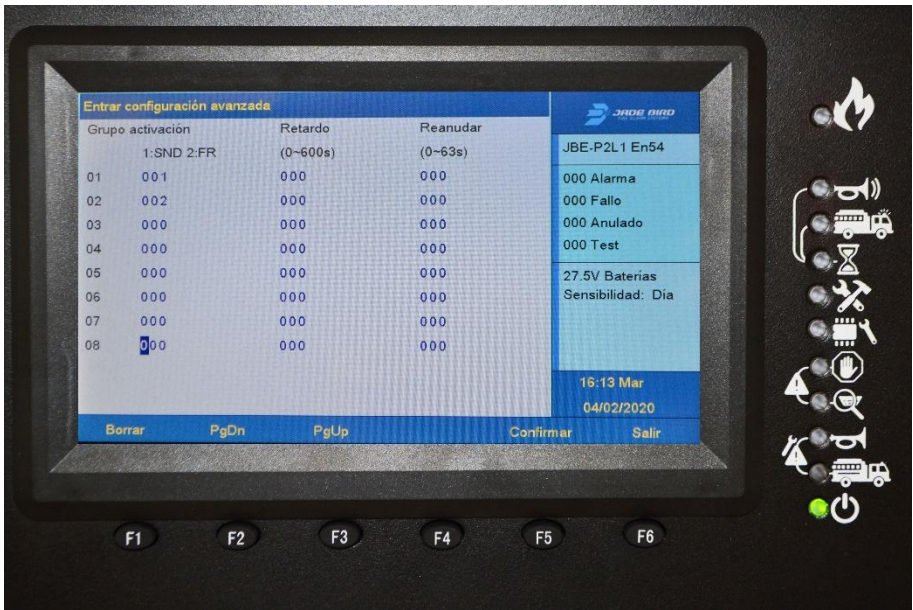 Entrar configuración avanzada
Grupo activación Retardo Reanudar
1:SND 2:FR (0~600s) (0~63s)
01 001 000 000
02 002 000 000
03 000 000 000
04 000 000 000
05 000 000 000
06 000 000 000
07 000 000 000
08 000 000 000
JADE BIRD
FIRE ALARM SYSTEMS
JBE-P2L1 En54
000 Alarma
000 Fallo
000 Anulado
000 Test
27.5V Baterias
Sensibilidad: Dia
16:13 Mar
04/02/2020
Borrar PgDn PgUp Confirmar Salir
F1 F2 F3 F4 F5 F6